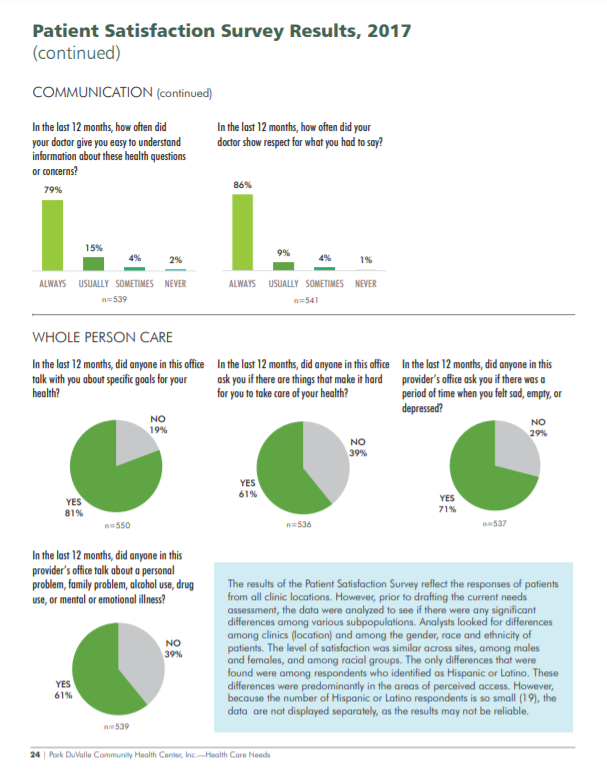 Patient Satisfaction Survey Results, 2017
(continued)
COMMUNICATION (continued)
In the last 12 months, how often did
your doctor give you easy to understand
information about these health questions
or concerns?
79%
15%
4%
2%
ALWAYS USUALLY SOMETIMES NEVER
n=539
In the last 12 months, how often did your
doctor show respect for what you had to say?
86%
9%
4%
1%
ALWAYS USUALLY SOMETIMES NEVER
n=541
WHOLE PERSON CARE
In the last 12 months, did anyone in this office
talk with you about specific goals for your
health?
NO
19%
YES
81%
n=550
In the last 12 months, did anyone in this office
ask you if there are things that make it hard
for you to take care of your health?
NO
39%
YES
61%
n=536
In the last 12 months, did anyone in this
provider's office ask you if there was a
period of time when you felt sad, empty, or
depressed?
NO
29%
YES
71%
n=537
In the last 12 months, did anyone in this
provider's office talk about a personal
problem, family problem, alcohol use, drug
use, or mental or emotional illness?
NO
39%
YES
61%
n=539
The results of the Patient Satisfaction Survey reflect the responses of patients
from all clinic locations. However, prior to drafting the current needs
assessment, the data were analyzed to see if there were any significant
differences among various subpopulations. Analysts looked for differences
among clinics (location) and among the gender, race and ethnicity of
patients. The level of satisfaction was similar across sites, among males
and females, and among racial groups. The only differences that were
found were among respondents who identified as Hispanic or Latino. These
differences were predominantly in the areas of perceived access. However,
because the number of Hispanic or Latino respondents is so small (19), the
data are not displayed separately, as the results may not be reliable.
24 | Park DuValle Community Health Center, Inc.—Health Care Needs